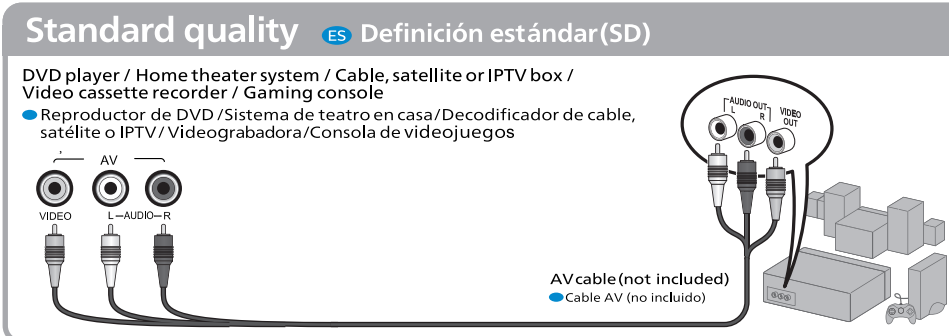 Standard quality ES Definición estándar (SD)
DVD player / Home theater system / Cable, satellite or IPTV box /
Video cassette recorder / Gaming console
Reproductor de DVD /Sistema de teatro en casa/Decodificador de cable,
satélite o IPTV/ Videograbadora/Consola de videojuegos
AV
VIDEO L-AUDIO-R
AUDIO OUT
L R
VIDEO
OUT
AV cable (not included)
Cable AV (no incluido)